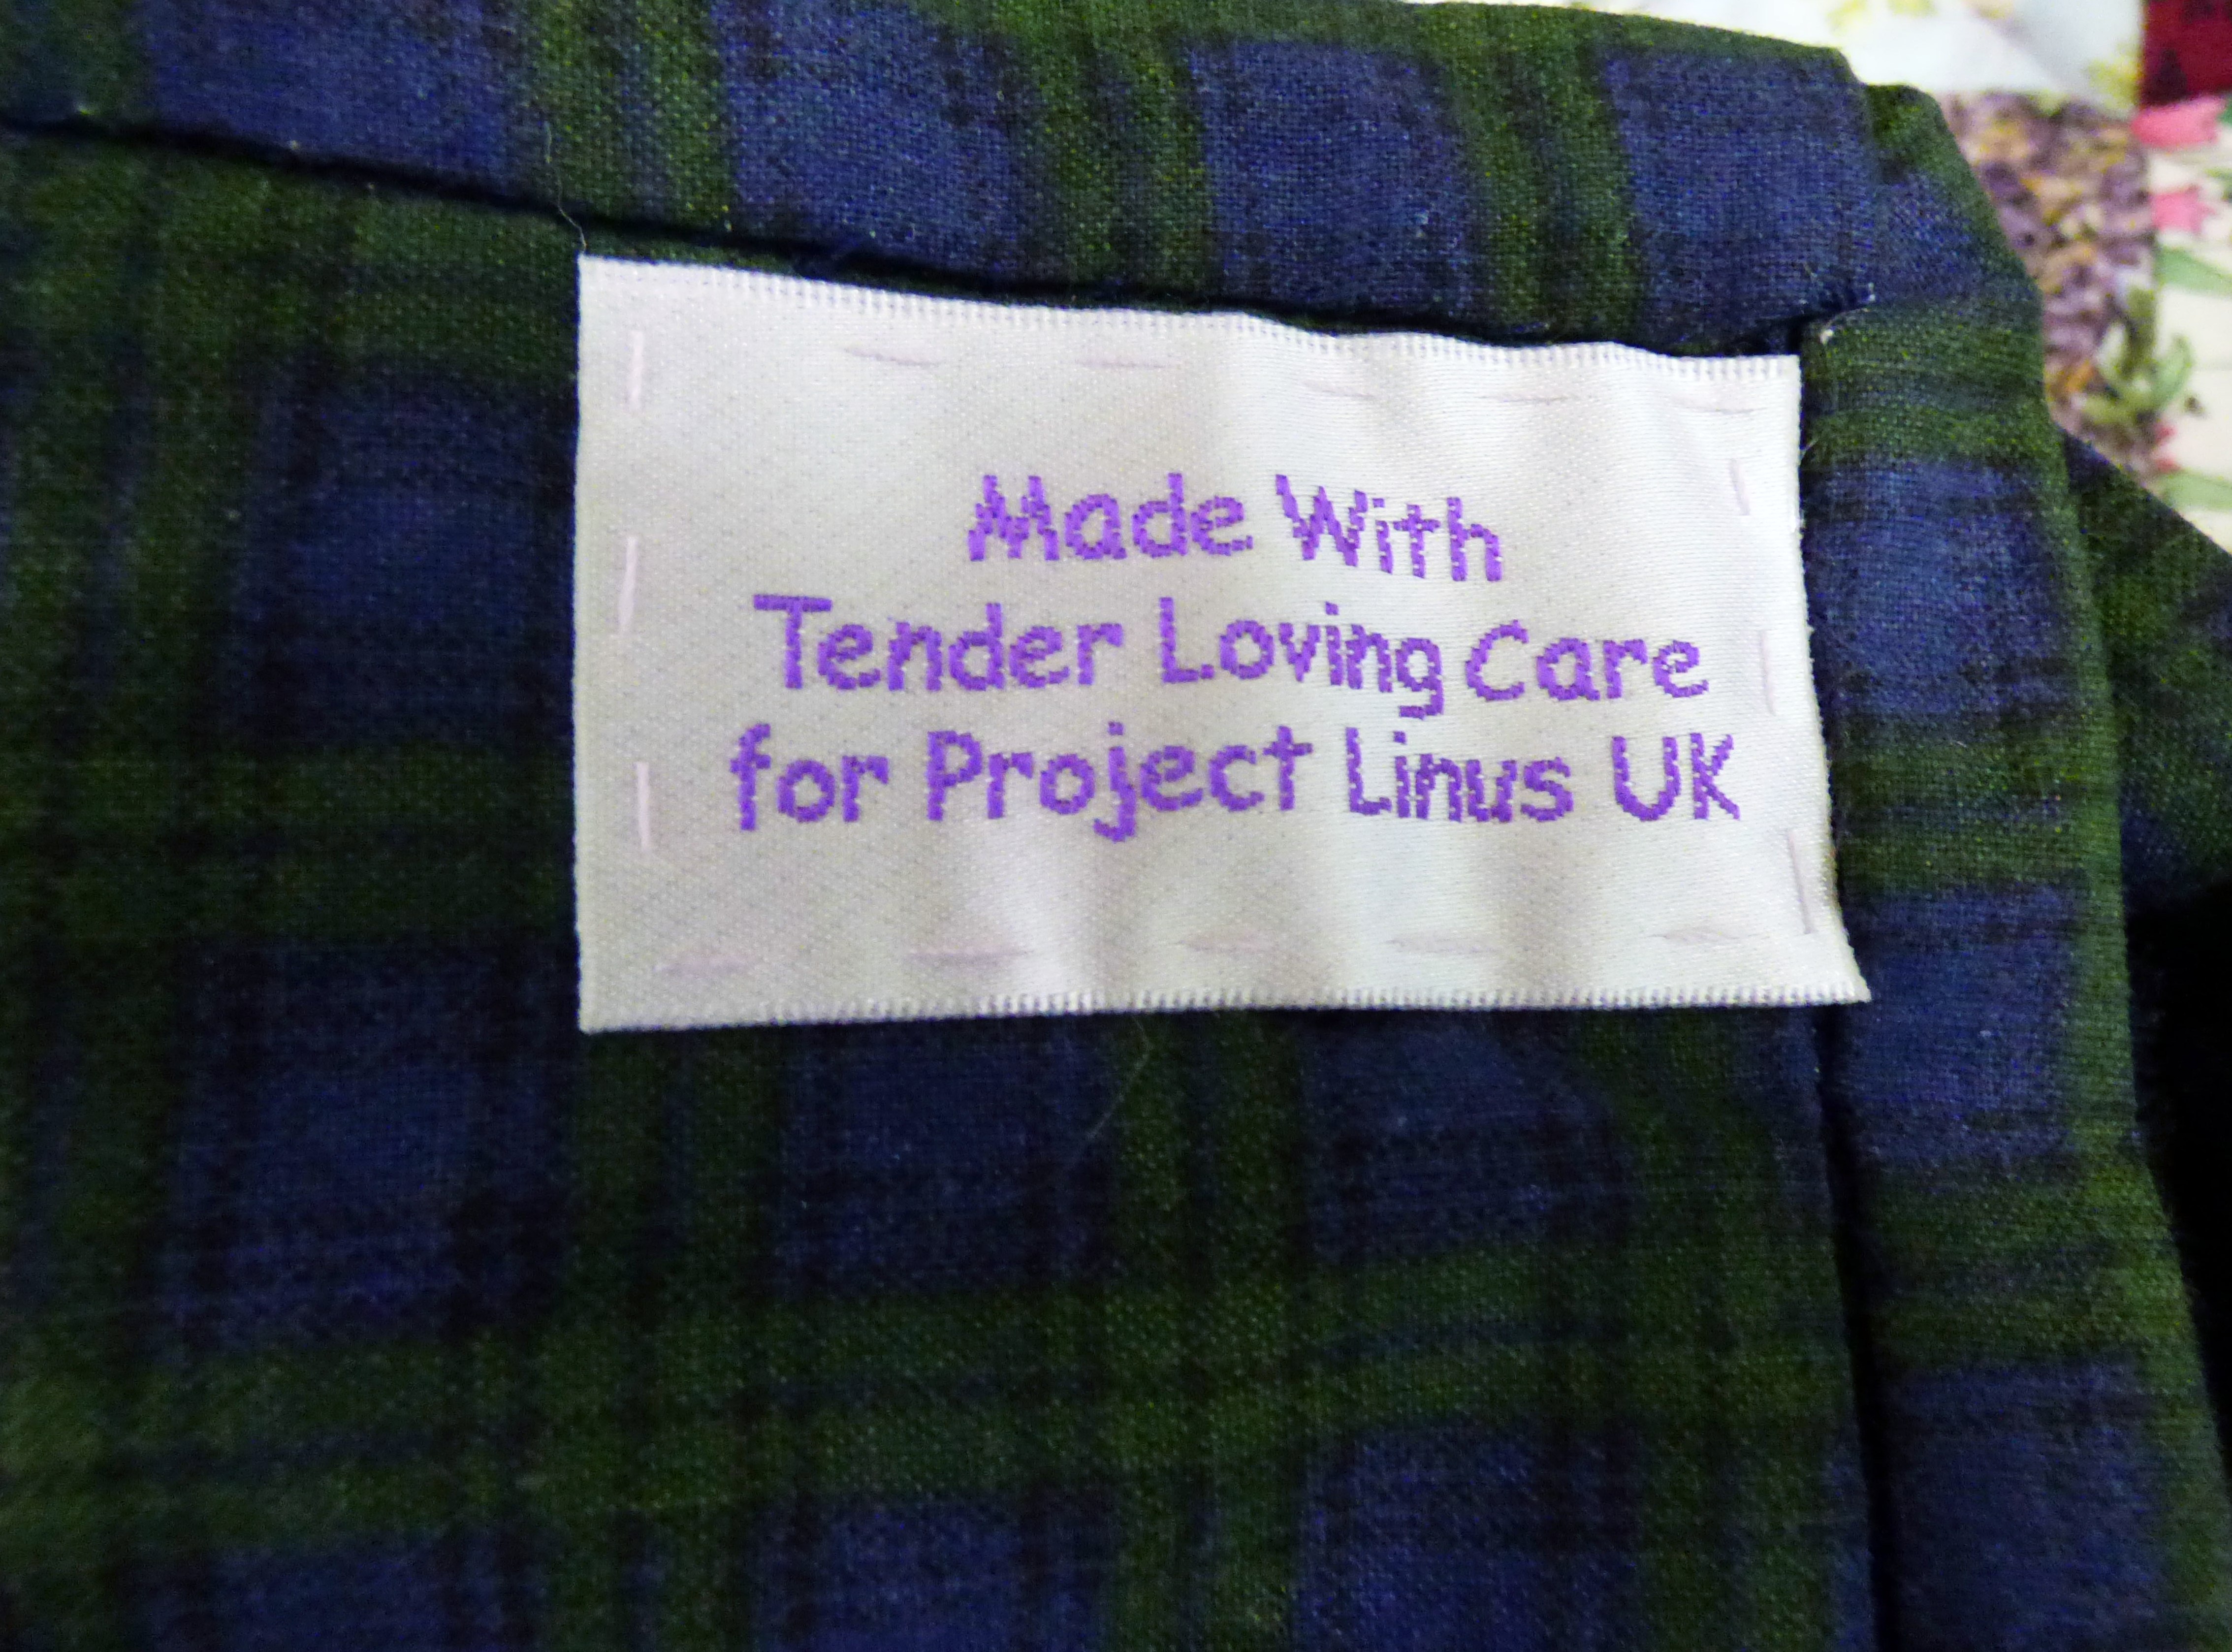 Made With
Tender Loving Care
for Project Linus UK